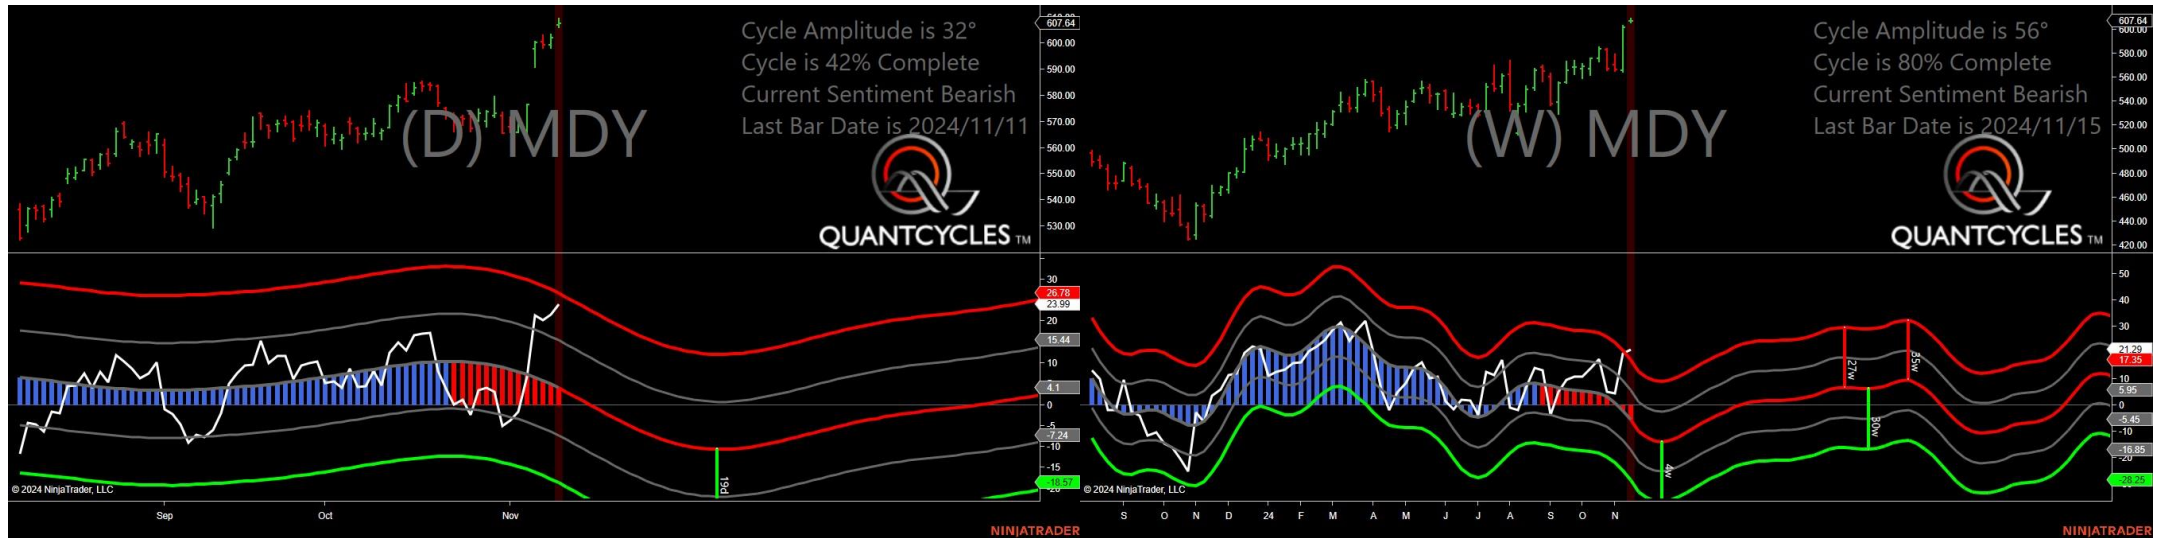 Cycle Amplitude is 32°
Cycle is 42% Complete
Current Sentiment Bearish
Last Bar Date is 2024/11/11
(D) MDY
QUANTCYCLES TM
607.64
600.00
590.00
580.00
570.00
560.00
550.00
540.00
530.00
30
26.78
23.99
20
15.44
10
4.1
0
-7.24
-10
-15
-18.57
19d
© 2024 NinjaTrader, LLC
Sep Oct Nov
NINJATRADER
Cycle Amplitude is 56°
Cycle is 80% Complete
Current Sentiment Bearish
Last Bar Date is 2024/11/15
(W) MDY
QUANTCYCLES TM
607.64
600.00
580.00
560.00
540.00
520.00
500.00
480.00
460.00
440.00
420.00
50
40
30
21.29
17.35
10
5.95
0
-5.45
-10
-16.85
-20
-28.25
27w
35w
30w
4w
© 2024 NinjaTrader, LLC
S O N D 24 F M A M J J A S O N
NINJATRADER